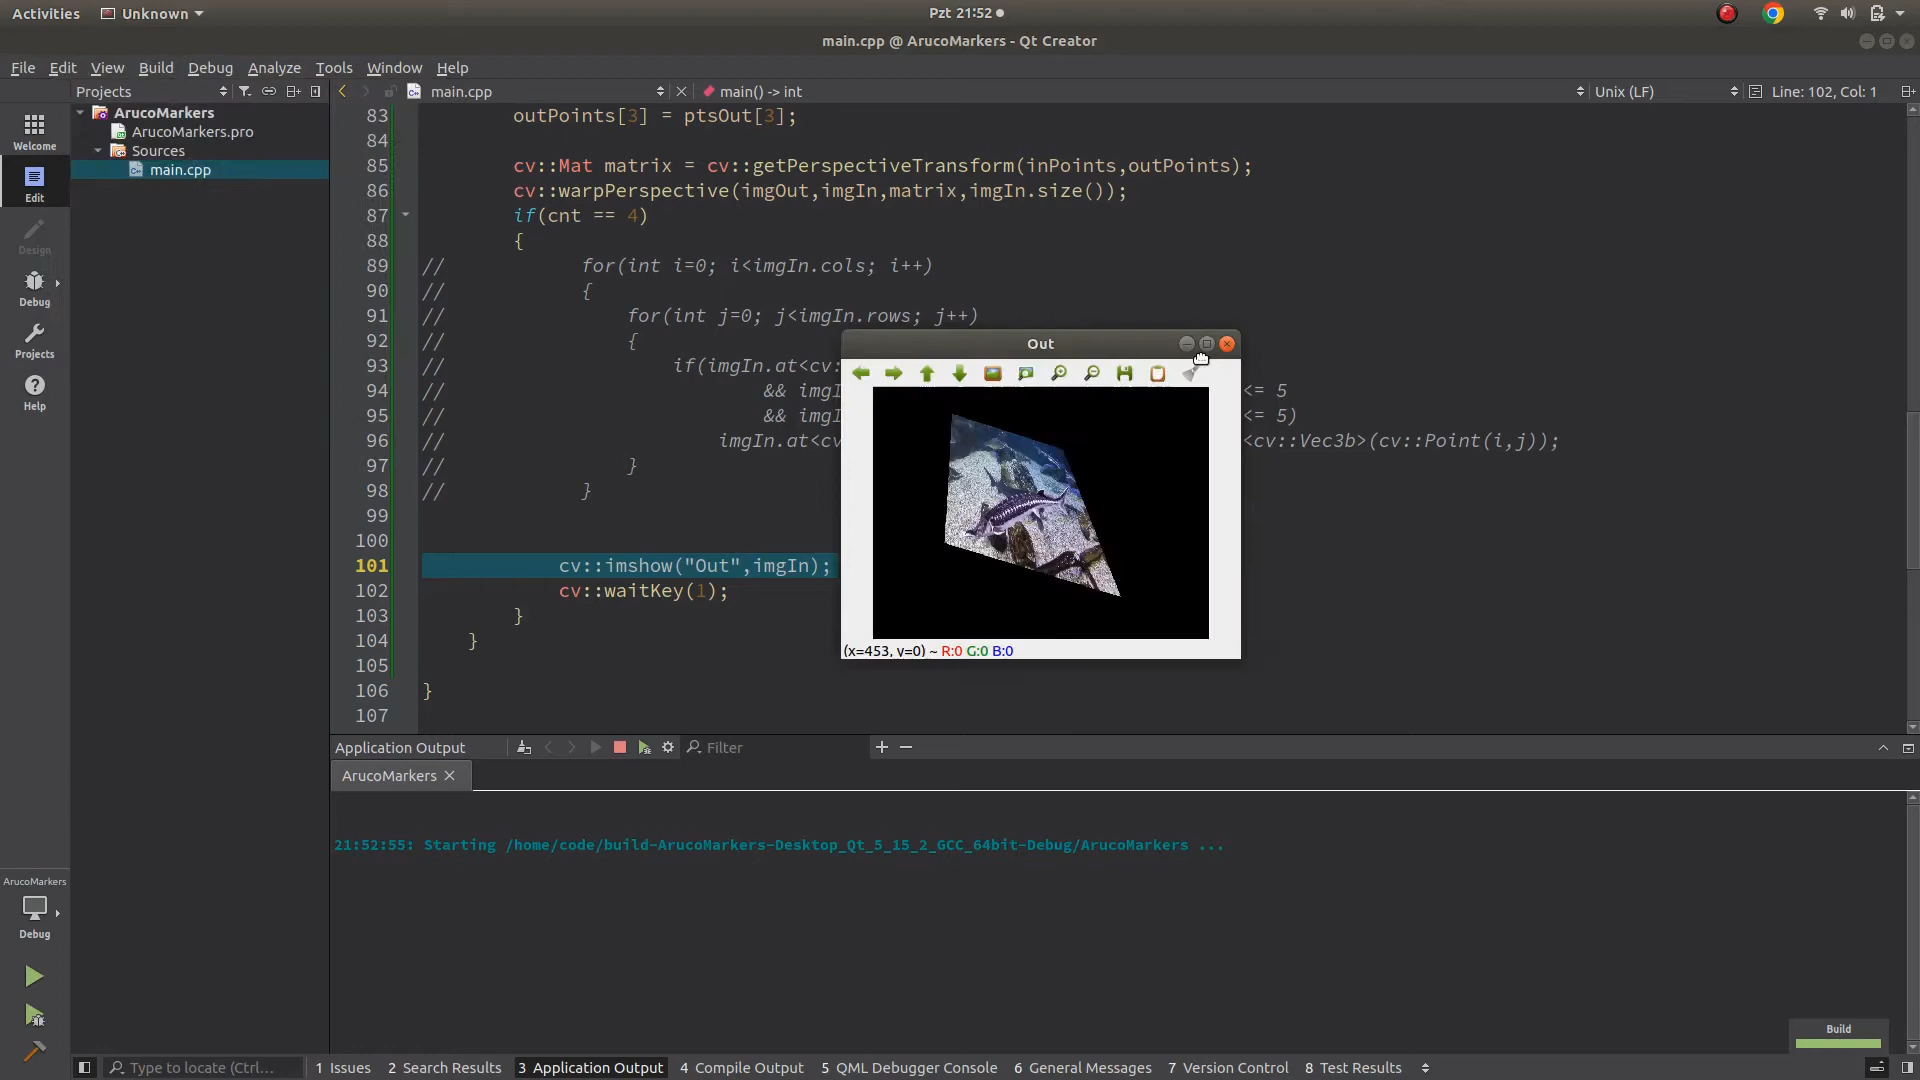 Activities Unknown Pzt 21:52
main.cpp @ ArucoMarkers - Qt Creator
File Edit View Build Debug Analyze Tools Window Help
Projects main.cpp main() -> int Unix (LF) Line: 102, Col: 1
Welcome
Edit
Design
Debug
Projects
Help
ArucoMarkers
ArucoMarkers.pro
Sources
main.cpp
83 outPoints[3] = ptsOut[3];
84
85 cv::Mat matrix = cv::getPerspectiveTransform(inPoints,outPoints);
86 cv::warpPerspective(imgOut,imgIn,matrix,imgIn.size());
87 if(cnt == 4)
88 {
89 // for(int i=0; i<imgIn.cols; i++)
90 // {
91 // for(int j=0; j<imgIn.rows; j++)
92 // {
93 // if(imgIn.at<cv:
94 // && imgI <= 5
95 // && imgI <= 5)
96 // imgIn.at<cv <cv::Vec3b>(cv::Point(i,j));
97 // }
98 // }
99
100
101 cv::imshow("Out",imgIn);
102 cv::waitKey(1);
103 }
104 }
105
106 }
107
Out
(x=453, y=0) ~ R:0 G:0 B:0
Application Output Filter
ArucoMarkers
21:52:55: Starting /home/code/build-ArucoMarkers-Desktop_Qt_5_15_2_GCC_64bit-Debug/ArucoMarkers ...
ArucoMarkers
Debug
Build
Type to locate (Ctrl... 1 Issues 2 Search Results 3 Application Output 4 Compile Output 5 QML Debugger Console 6 General Messages 7 Version Control 8 Test Results